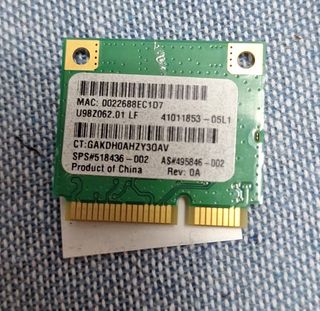 MAC: 0022688EC1D7
U98Z062.01 LF 41011853-05L1
CT:GAKDH0AHZY3QAV
SPS#518436-002 AS#495846-002
Product of China Rev: 0A